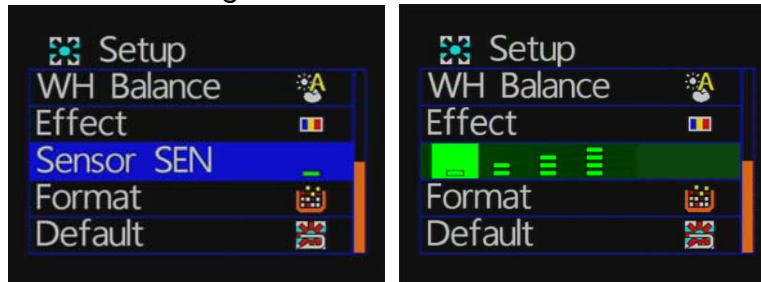 Setup
WH Balance
Effect
Sensor SEN
Format
Default
Setup
WH Balance
Effect
Format
Default